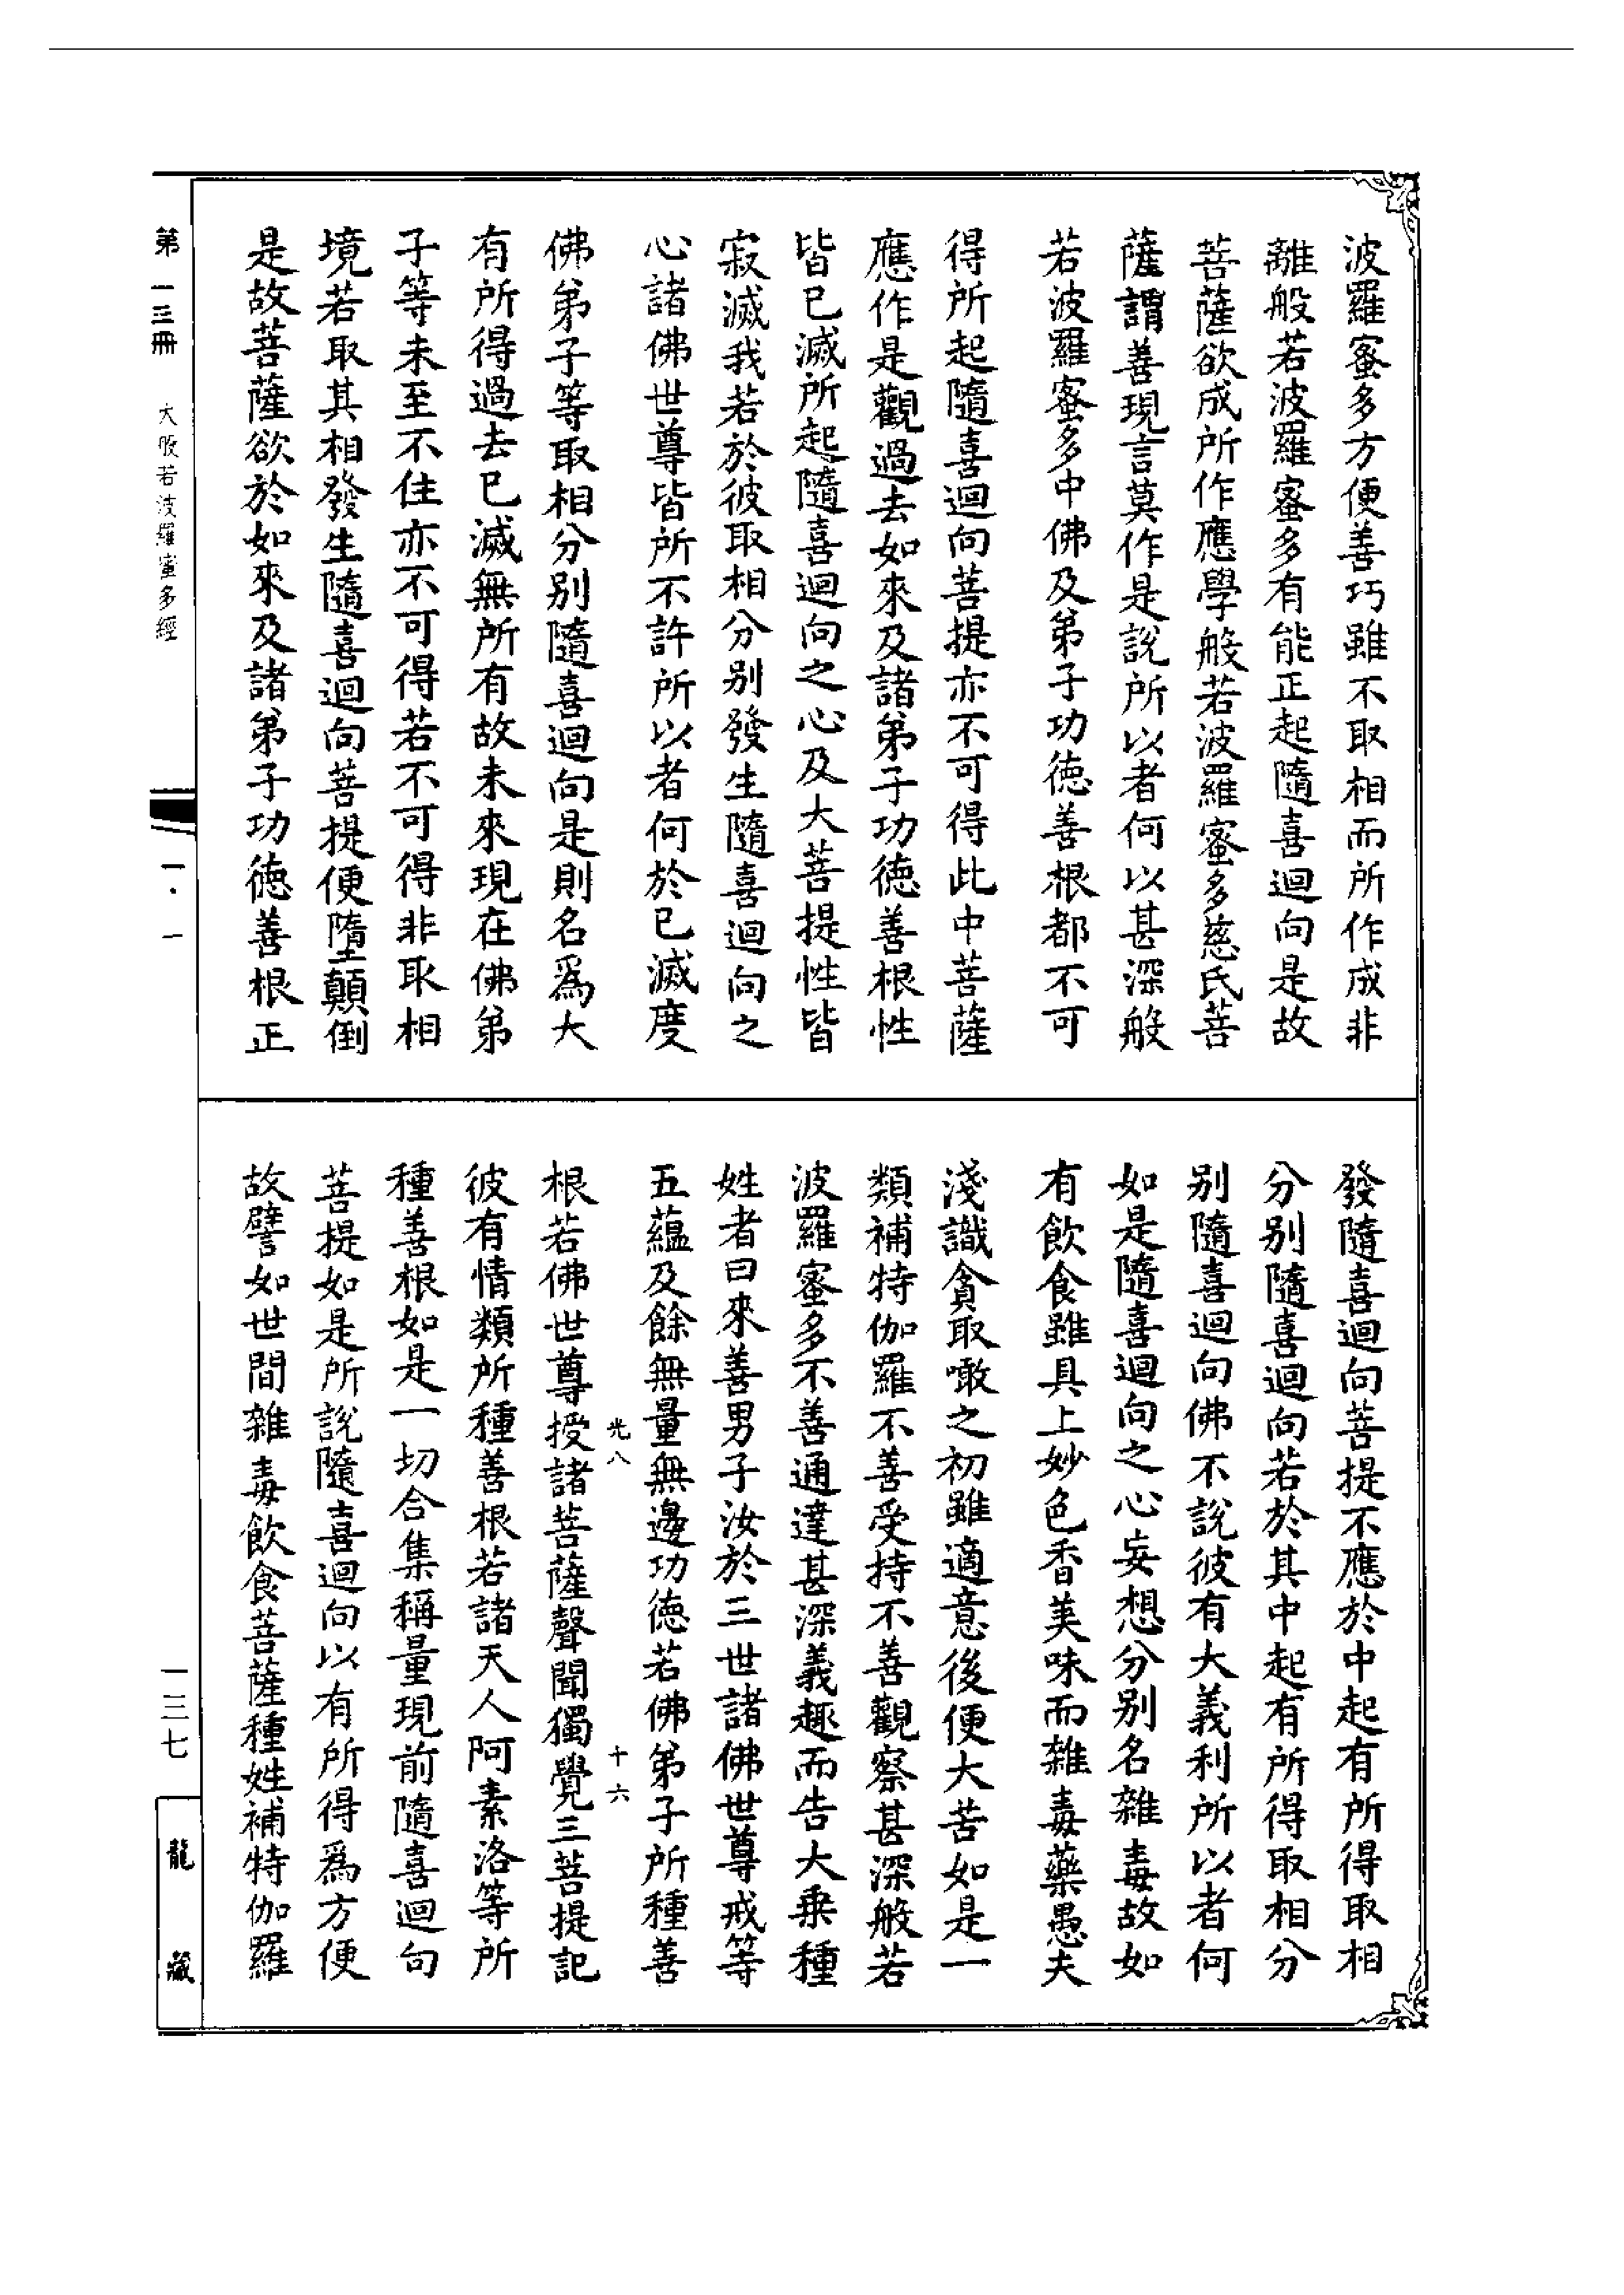 波羅蜜多方便善巧雖不取相而所作成非
離般若波羅蜜多有能正起隨喜迴向是故
菩薩欲成所作應學般若波羅蜜多慈氏菩
薩謂善現言莫作是說所以者何以甚深般
若波羅蜜多中佛及弟子功德善根都不可
得所起隨喜迴向菩提亦不可得此中菩薩
應作是觀過去如來及諸弟子功德善根性
皆已滅所起隨喜迴向之心及大菩提性皆
寂滅我若於彼取相分別發生隨喜迴向之
心諸佛世尊皆所不許所以者何於已滅度
佛弟子等取相分別隨喜迴向是則名爲大
有所得過去已滅無所有故未來現在佛弟
子等未至不住亦不可得若不可得非取相
境若取其相發生隨喜迴向菩提便墮顛倒
是故菩薩欲於如來及諸弟子功德善根正
發隨喜迴向菩提不應於中起有所得取相
分別隨喜迴向若於其中起有所得取相分
別隨喜迴向佛不說彼有大義利所以者何
如是隨喜迴向之心妄想分別名雜毒故如
有飲食雖具上妙色香美味而雜毒藥愚夫
淺識貪取噉之初雖適意後便大苦如是一
類補特伽羅不善受持不善觀察甚深般若
波羅蜜多不善通達甚深義趣而告大乗種
姓者曰來善男子汝於三世諸佛世尊戒等
五蘊及餘無量無邊功德若佛弟子所種善
光八 十六
根若佛世尊授諸菩薩聲聞獨覺三菩提記
彼有情類所種善根若諸天人阿素洛等所
種善根如是一切合集稱量現前隨喜迴向
菩提如是所說隨喜迴向以有所得爲方便
故譬如世間雜毒飲食菩薩種姓補特伽羅
第一三冊 大般若波羅蜜多經
一·一
一三七
龍藏